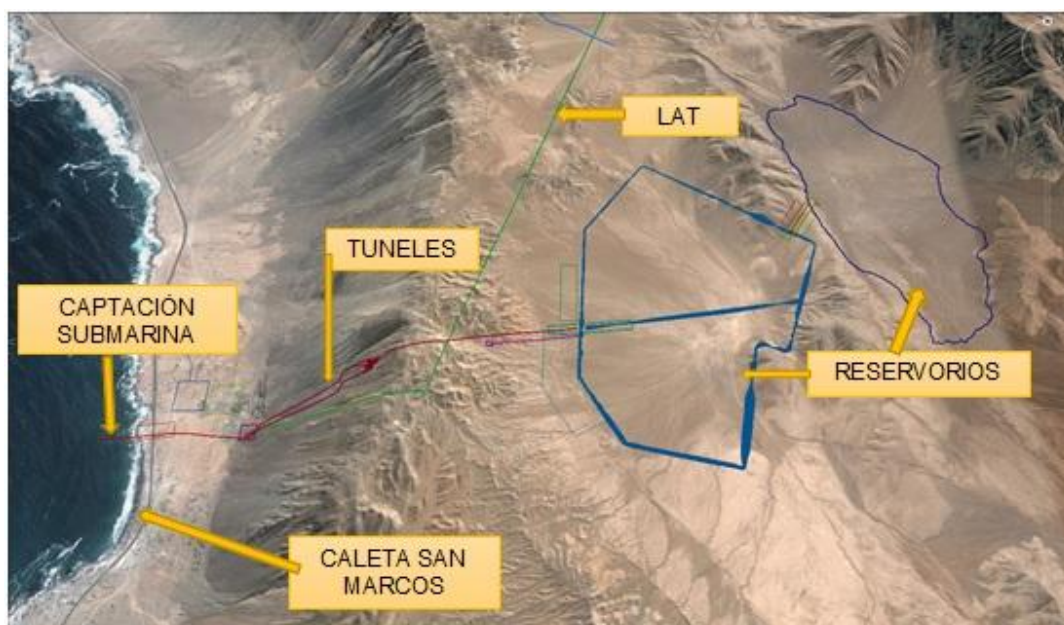 LAT
TUNELES
CAPTACIÓN
SUBMARINA
RESERVORIOS
CALETA SAN
MARCOS